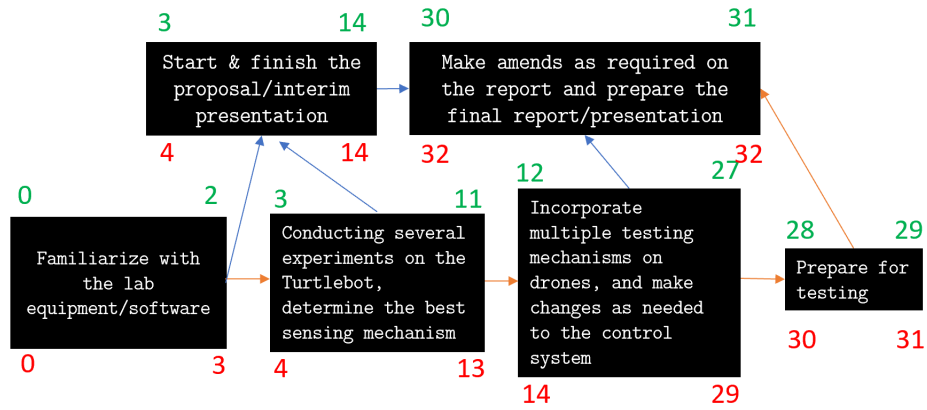 3 14
Start & finish the
proposal/interim
presentation
4 14
30 31
Make amends as required on
the report and prepare the
final report/presentation
32 32
0 2
Familiarize with
the lab
equipment/software
0 3
3 11
Conducting several
experiments on the
Turtlebot,
determine the best
sensing mechanism
4 13
12 27
Incorporate
multiple testing
mechanisms on
drones, and make
changes as needed
to the control
system
14 29
28 29
Prepare for
testing
30 31